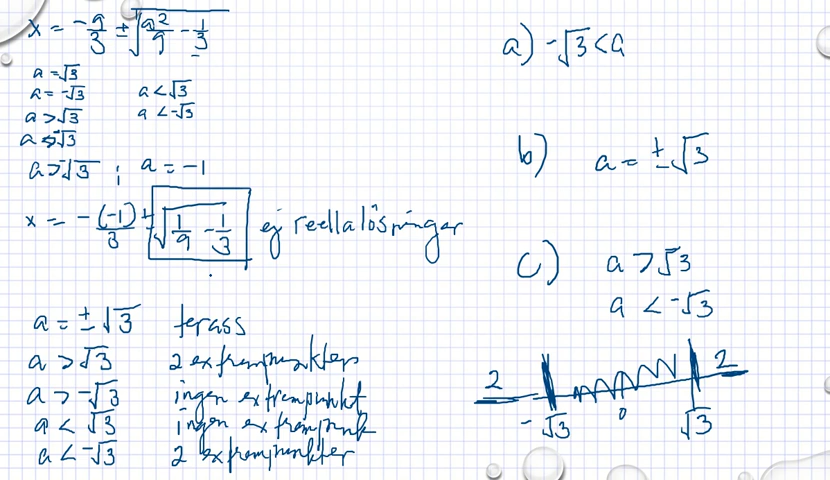 x = -a/3 ± √(a²/9 - 1/3)
a = √3
a = -√3 a < √3
a > √3 a < -√3
a > -√3 ; a = -1
x = -(-1)/3 ± √(1/9 - 1/3) ej reella lösningar
a = ±√3 terass
a > √3 2 extrempunkter
a > -√3 ingen extrempunkt
a < √3 ingen extrempunk
a < -√3 2 extrempunkter
a) -√3 < a
b) a = ±√3
c) a > √3
a < -√3
2 2
-√3 0 √3